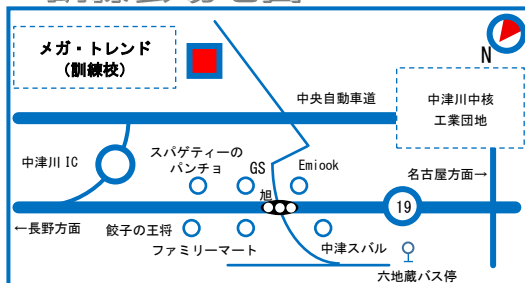 メガ・トレンド
(訓練校)
N
中央自動車道
中津川中核
工業団地
中津川 IC
スパゲティーの
パンチョ
GS
Emiook
名古屋方面→
旭
19
←長野方面
餃子の王将
ファミリーマート
中津スバル
六地蔵バス停